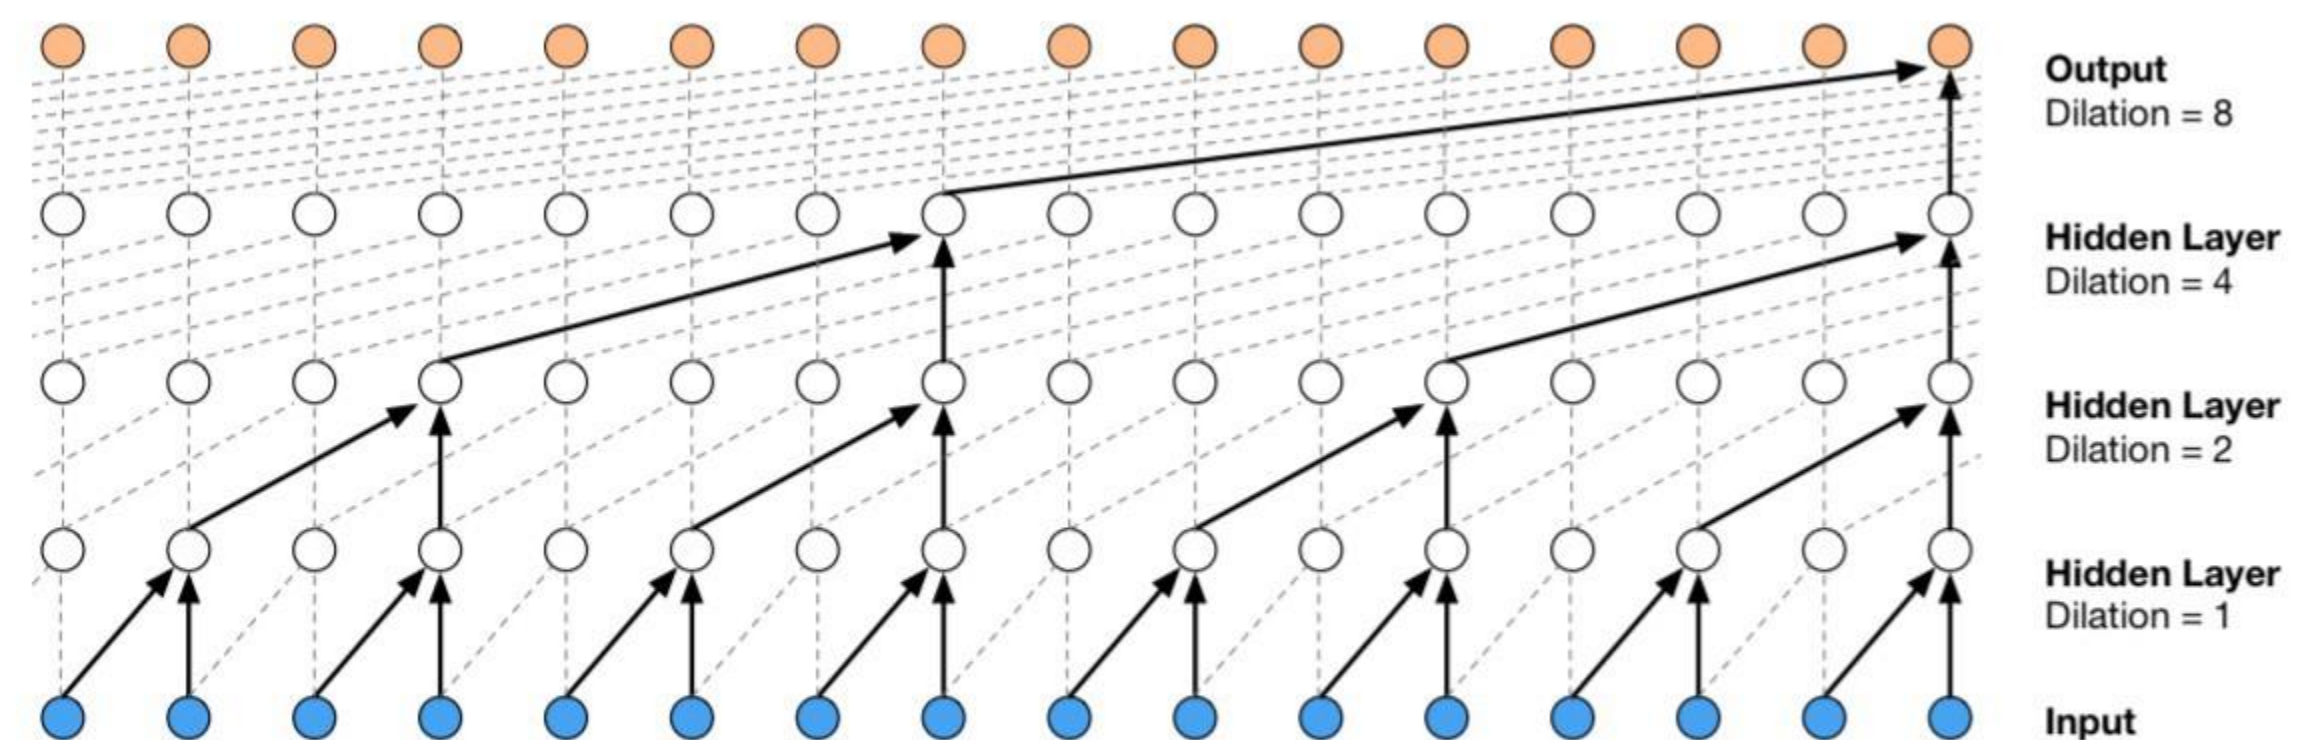 Output
Dilation = 8
Hidden Layer
Dilation = 4
Hidden Layer
Dilation = 2
Hidden Layer
Dilation = 1
Input